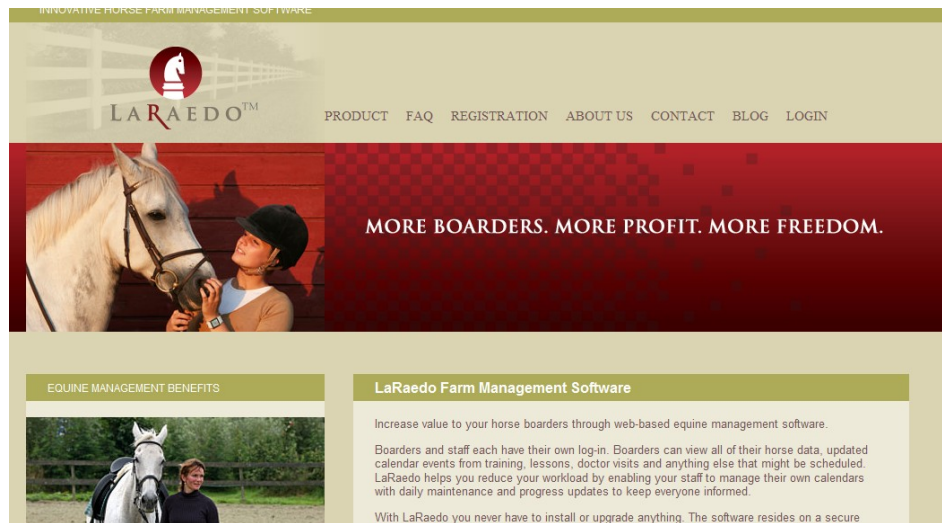 INNOVATIVE HORSE FARM MANAGEMENT SOFTWARE
LARAEDO™
PRODUCT FAQ REGISTRATION ABOUT US CONTACT BLOG LOGIN
MORE BOARDERS. MORE PROFIT. MORE FREEDOM.
EQUINE MANAGEMENT BENEFITS
LaRaedo Farm Management Software
Increase value to your horse boarders through web-based equine management software.
Boarders and staff each have their own log-in. Boarders can view all of their horse data, updated
calendar events from training, lessons, doctor visits and anything else that might be scheduled.
LaRaedo helps you reduce your workload by enabling your staff to manage their own calendars
with daily maintenance and progress updates to keep everyone informed.
With LaRaedo you never have to install or upgrade anything. The software resides on a secure